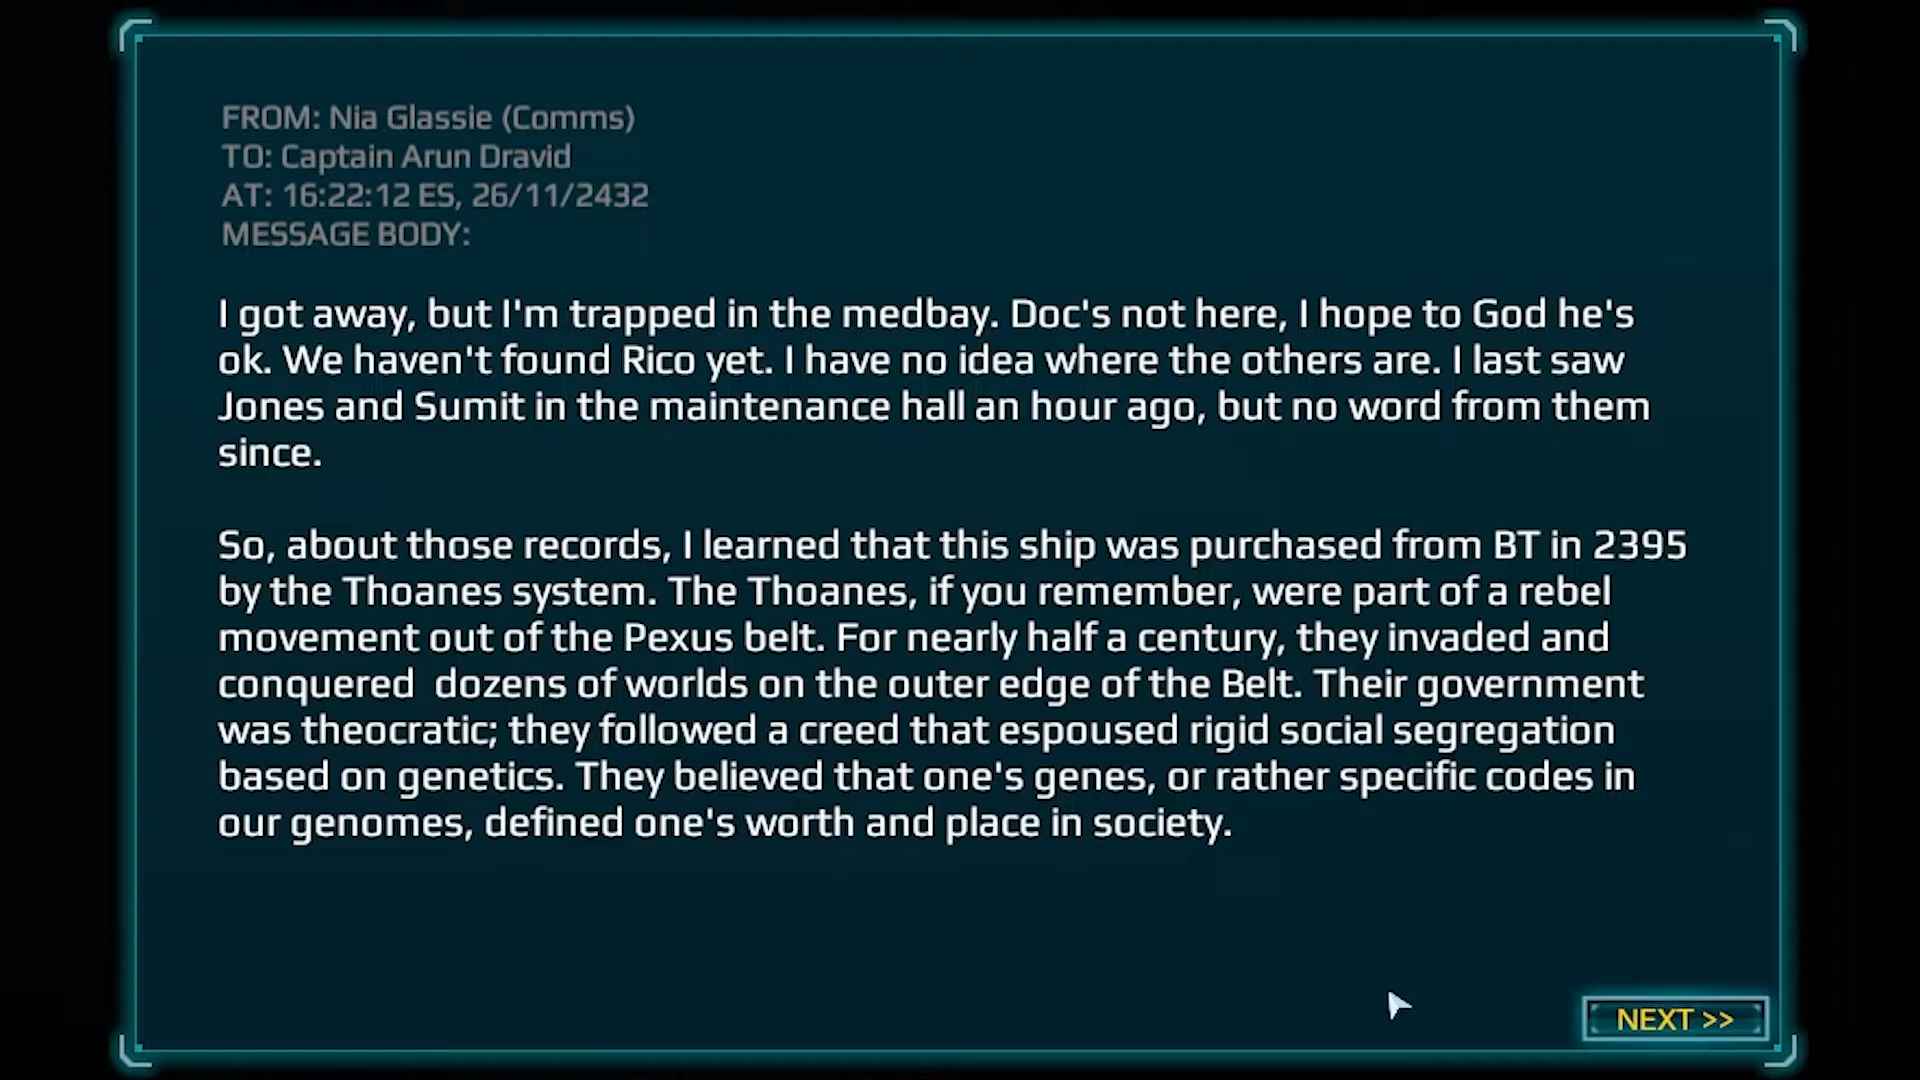 FROM: Nia Glassie (Comms)
TO: Captain Arun Dravid
AT: 16:22:12 ES, 26/11/2432
MESSAGE BODY:
I got away, but I'm trapped in the medbay. Doc's not here, I hope to God he's
ok. We haven't found Rico yet. I have no idea where the others are. I last saw
Jones and Sumit in the maintenance hall an hour ago, but no word from them
since.
So, about those records, I learned that this ship was purchased from BT in 2395
by the Thoanes system. The Thoanes, if you remember, were part of a rebel
movement out of the Pexus belt. For nearly half a century, they invaded and
conquered  dozens of worlds on the outer edge of the Belt. Their government
was theocratic; they followed a creed that espoused rigid social segregation
based on genetics. They believed that one's genes, or rather specific codes in
our genomes, defined one's worth and place in society.
NEXT >>